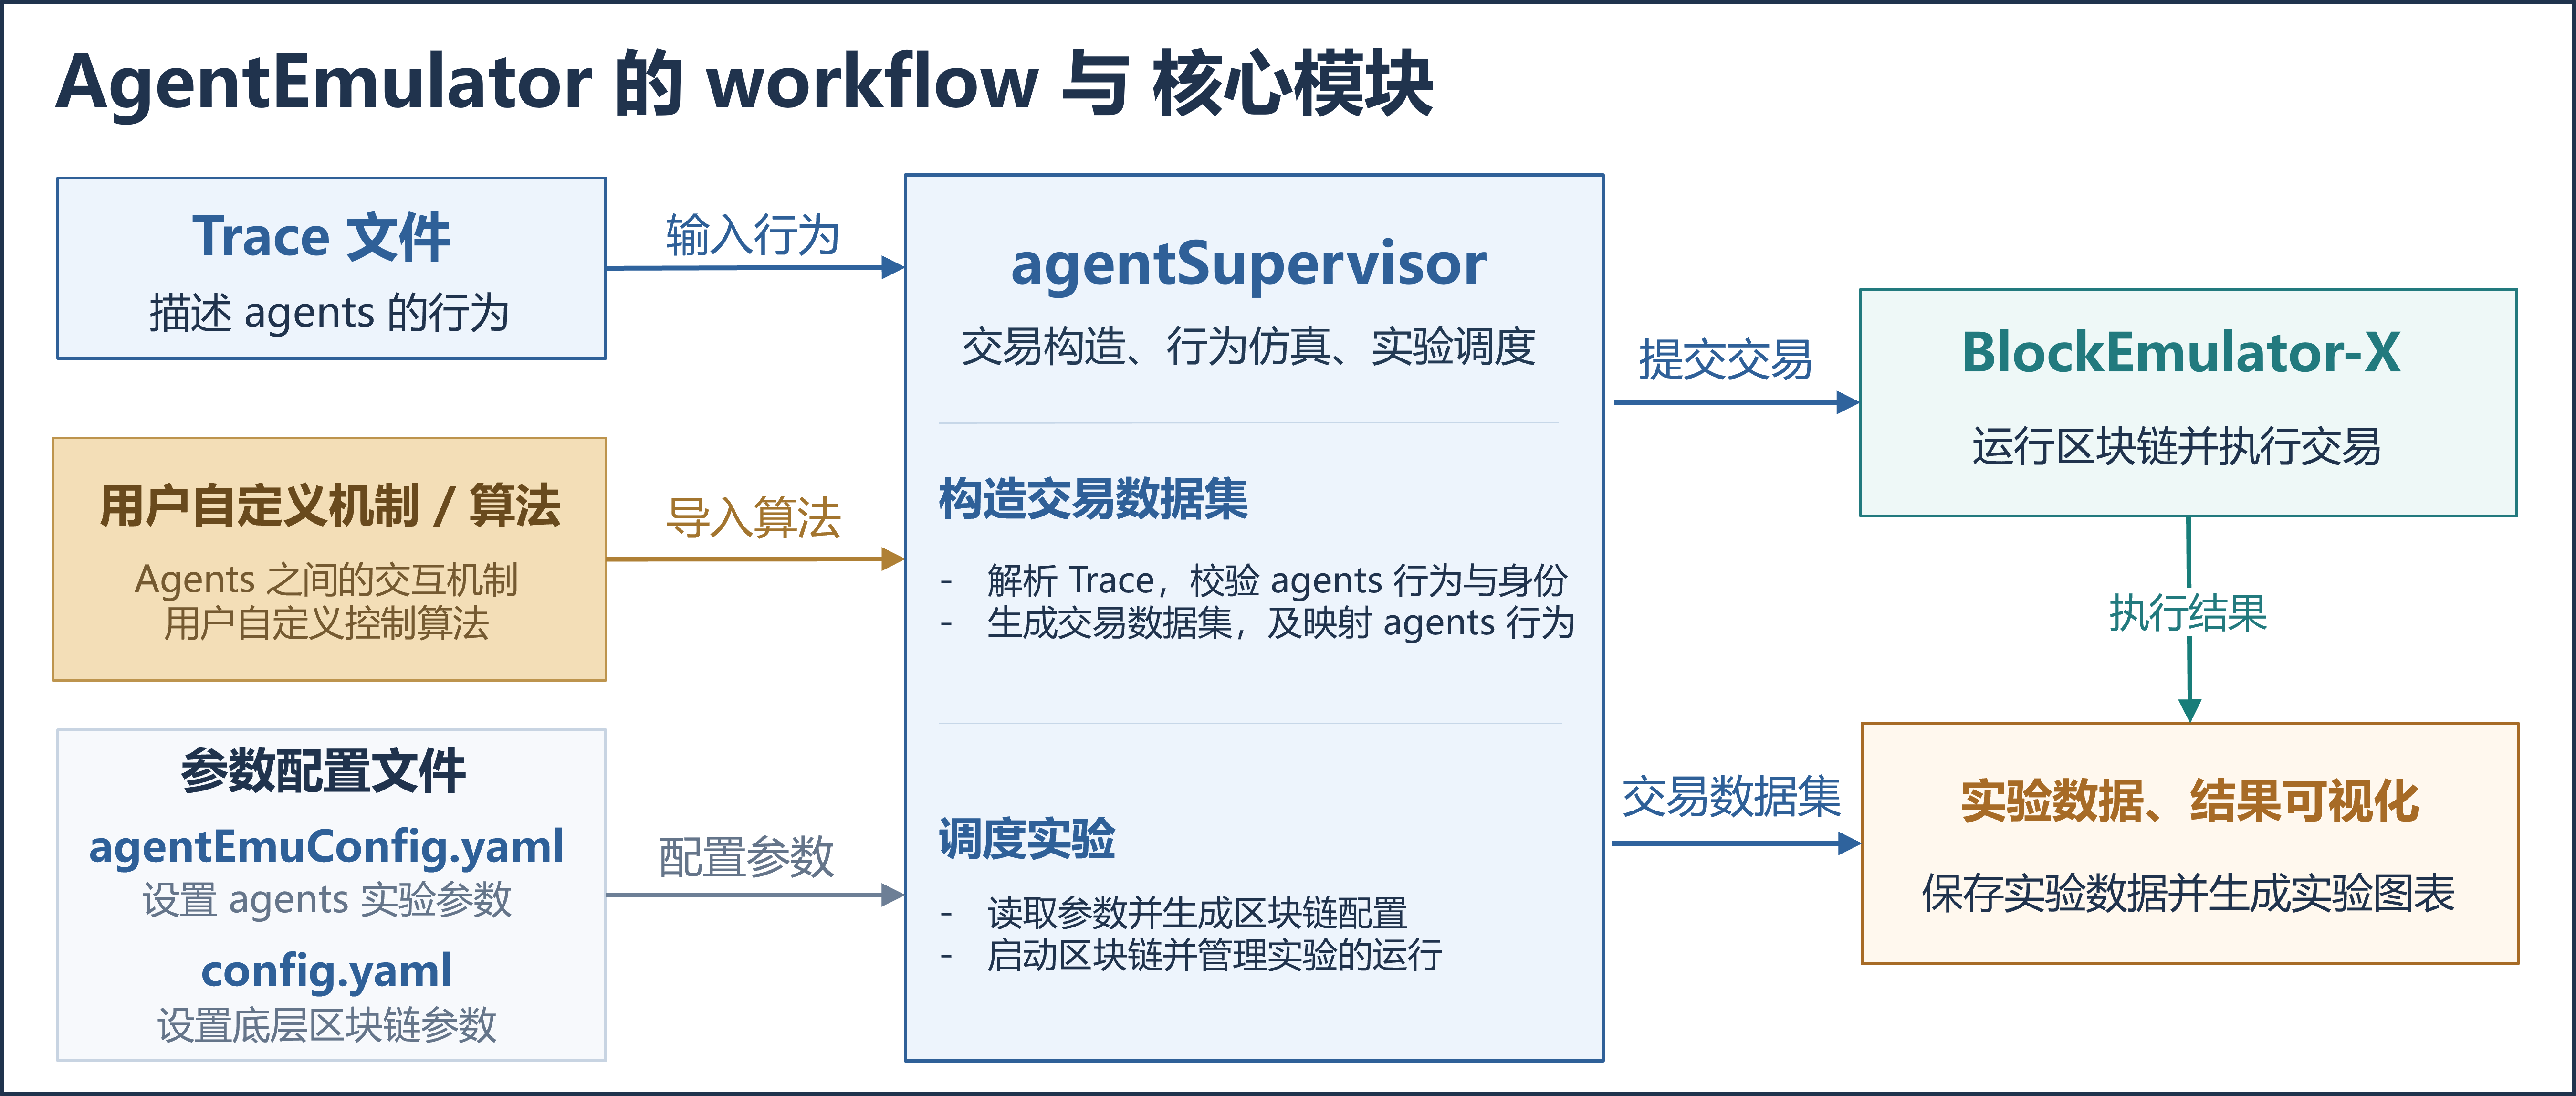 AgentEmulator 的 workflow 与 核心模块
Trace 文件
描述 agents 的行为
输入行为
用户自定义机制 / 算法
Agents 之间的交互机制
用户自定义控制算法
导入算法
参数配置文件
agentEmuConfig.yaml
设置 agents 实验参数
config.yaml
设置底层区块链参数
配置参数
agentSupervisor
交易构造、行为仿真、实验调度
构造交易数据集
- 解析 Trace，校验 agents 行为与身份
- 生成交易数据集，及映射 agents 行为
调度实验
- 读取参数并生成区块链配置
- 启动区块链并管理实验的运行
提交交易
BlockEmulator-X
运行区块链并执行交易
执行结果
交易数据集
实验数据、结果可视化
保存实验数据并生成实验图表